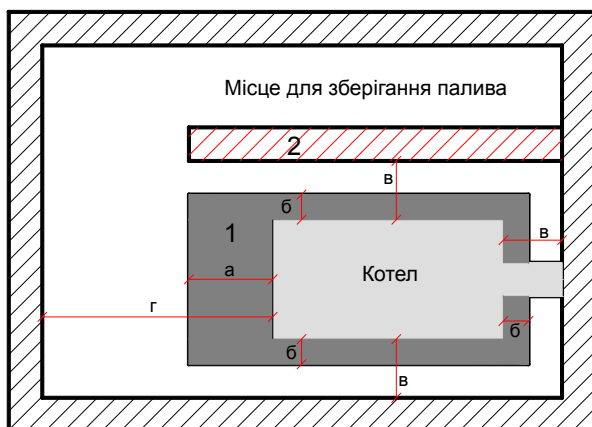 Місце для зберігання палива
2
в
б
1
в
а
Котел
г
б
б
в